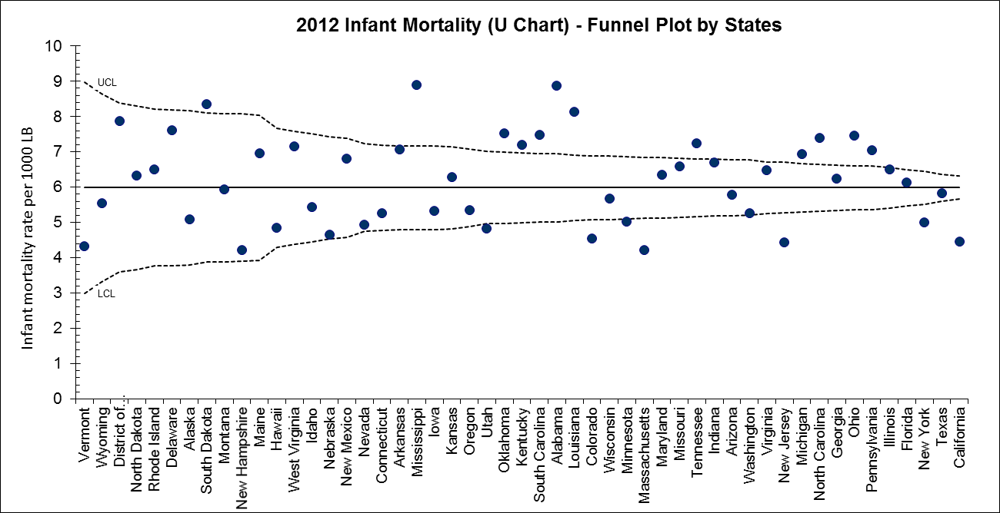 2012 Infant Mortality (U Chart) - Funnel Plot by States
Infant mortality rate per 1000 LB
10
9
8
7
6
5
4
3
2
1
0
UCL
LCL
Vermont
Wyoming
District of...
North Dakota
Rhode Island
Delaware
Alaska
South Dakota
Montana
New Hampshire
Maine
Hawaii
West Virginia
Idaho
Nebraska
New Mexico
Nevada
Connecticut
Arkansas
Mississippi
Iowa
Kansas
Oregon
Utah
Oklahoma
Kentucky
South Carolina
Alabama
Louisiana
Colorado
Wisconsin
Minnesota
Massachusetts
Maryland
Missouri
Tennessee
Indiana
Arizona
Washington
Virginia
New Jersey
Michigan
North Carolina
Georgia
Ohio
Pennsylvania
Illinois
Florida
New York
Texas
California